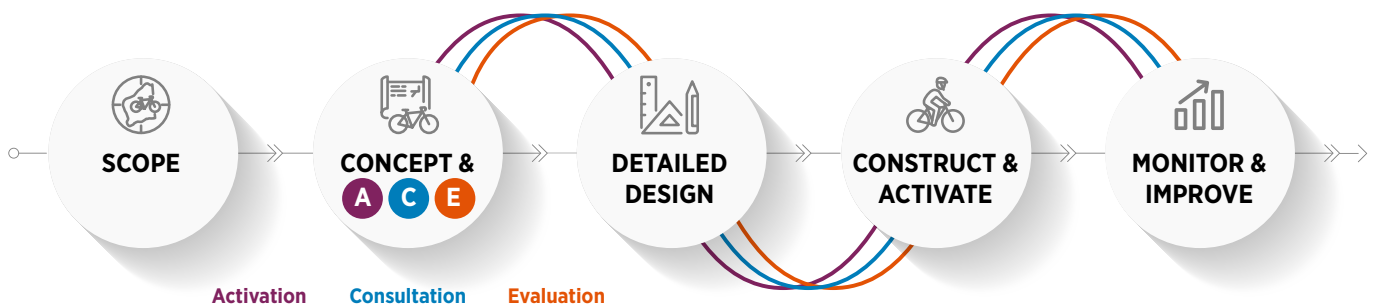 SCOPE
CONCEPT &
A C E
DETAILED
DESIGN
CONSTRUCT &
ACTIVATE
MONITOR &
IMPROVE
Activation Consultation Evaluation